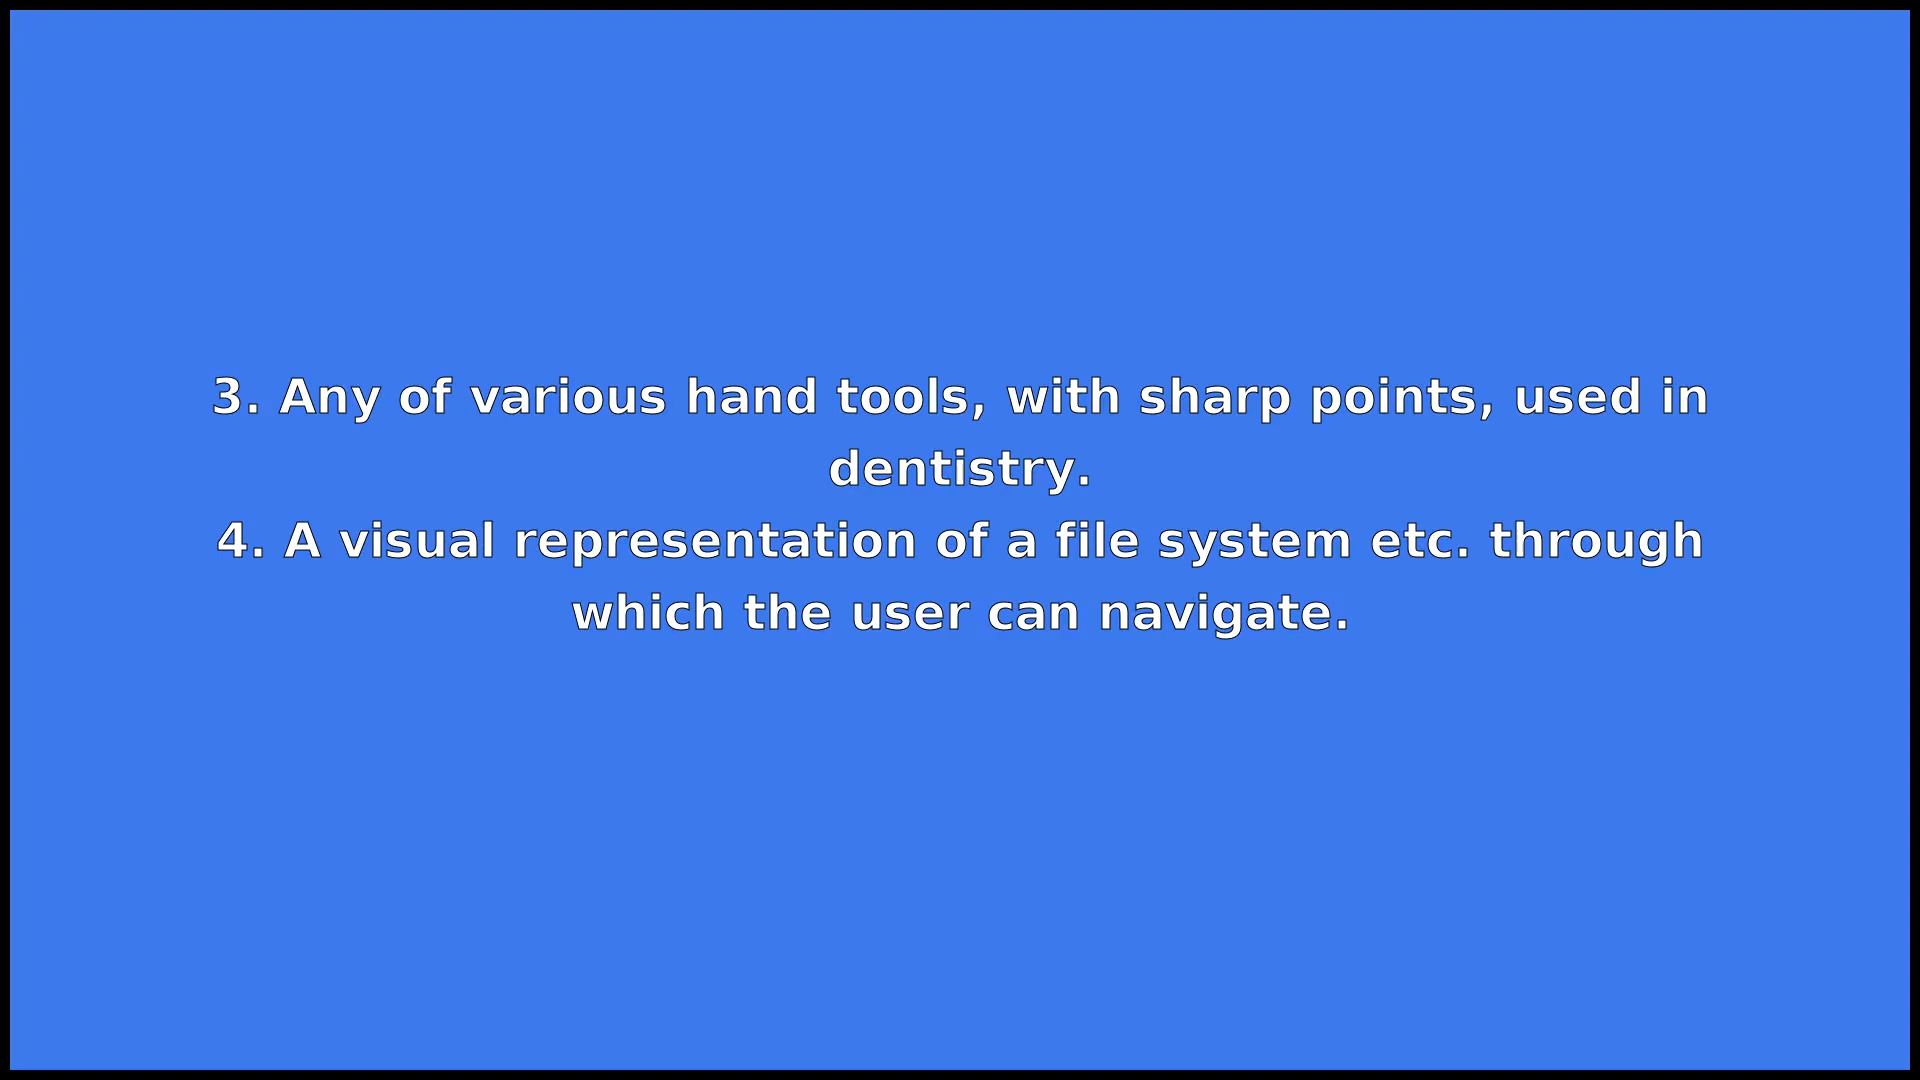 3. Any of various hand tools, with sharp points, used in
dentistry.
4. A visual representation of a file system etc. through
which the user can navigate.